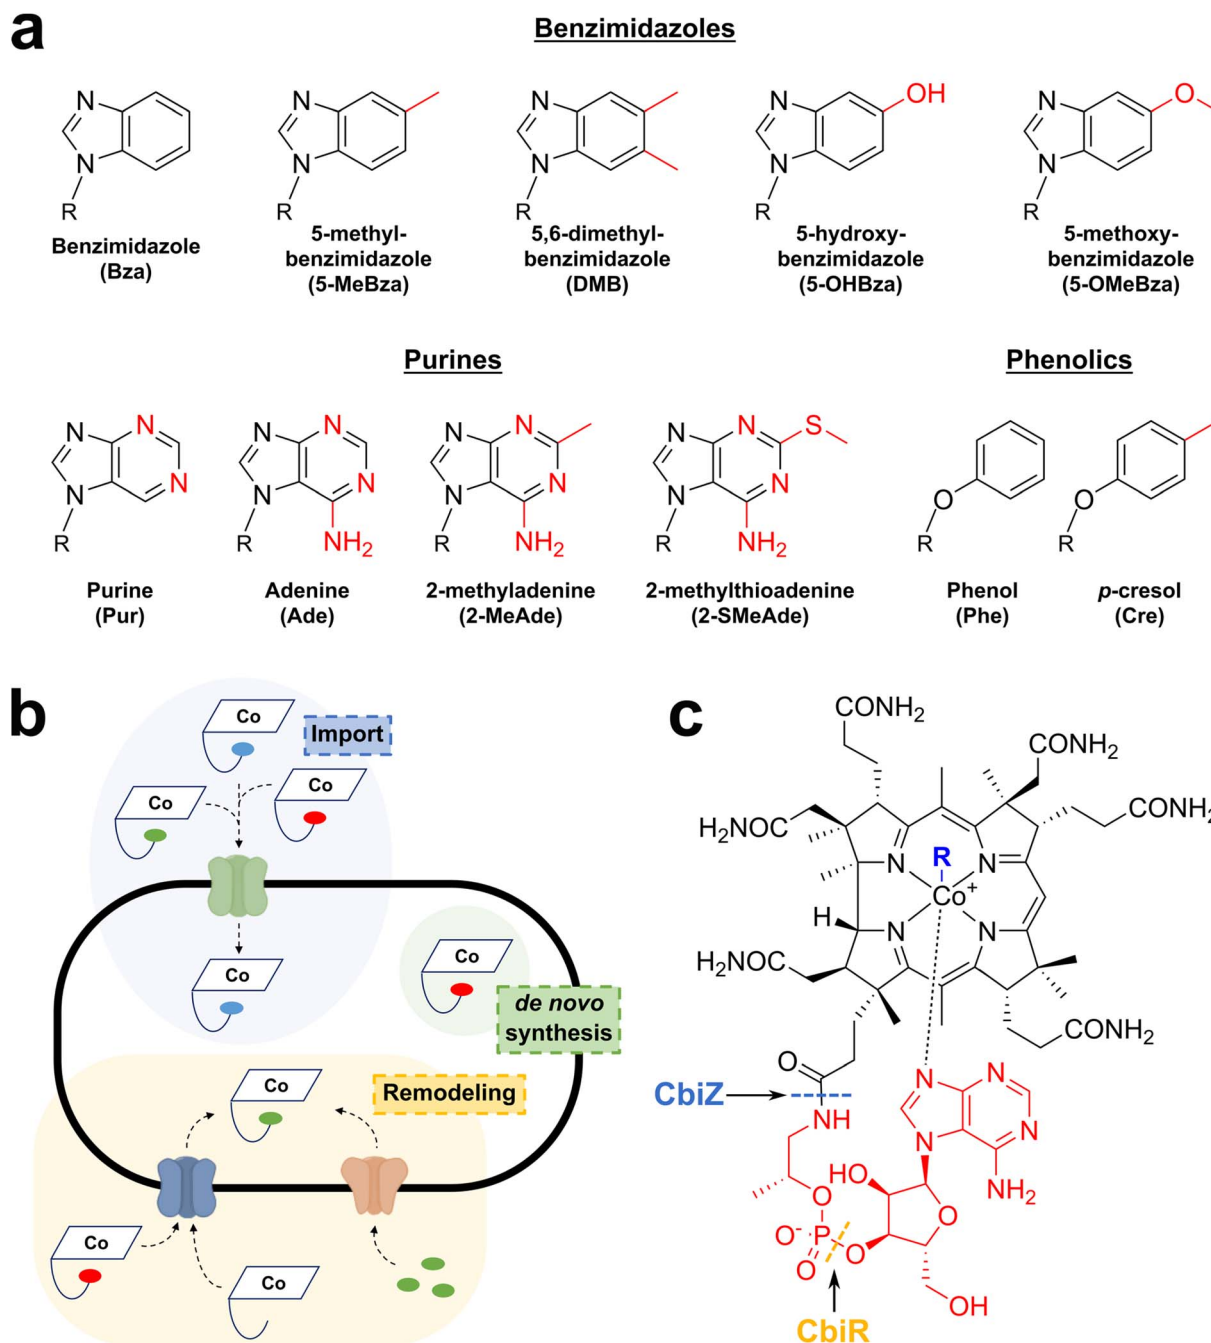 a
Benzimidazoles
N
N
R
Benzimidazole
(Bza)
N
N
R
5-methyl-
benzimidazole
(5-MeBza)
N
N
R
5,6-dimethyl-
benzimidazole
(DMB)
N
OH
N
R
5-hydroxy-
benzimidazole
(5-OHBza)
N
O
N
R
5-methoxy-
benzimidazole
(5-OMeBza)
Purines
N
N
N
N
R
Purine
(Pur)
N
N
N
N
R
NH2
Adenine
(Ade)
N
N
N
N
R
NH2
2-methyladenine
(2-MeAde)
N
N
S
N
N
R
NH2
2-methylthioadenine
(2-SMeAde)
Phenolics
O
R
Phenol
(Phe)
O
R
p-cresol
(Cre)
b
Co
Import
Co
Co
Co
Co
de novo
synthesis
Remodeling
Co
Co
Co
c
CONH2
CONH2
H2NOC
CONH2
R
N
N
Co+
H
N
N
H2NOC
CONH2
O
CbiZ
NH
N
N
N
N
HO
NH2
O
O
O-
P
O
O
OH
CbiR